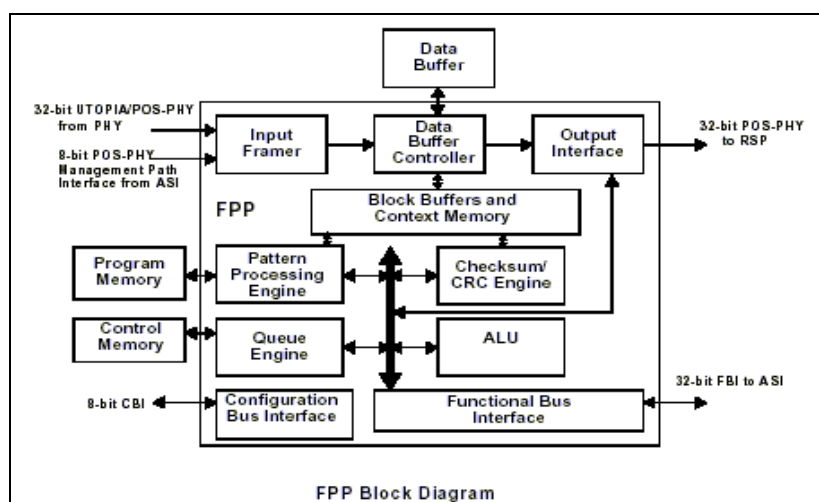 Data
Buffer
32-bit UTOPIA/POS-PHY
from PHY
Input
Framer
Data
Buffer
Controller
Output
Interface
32-bit POS-PHY
to RSP
8-bit POS-PHY
Management Path
Interface from ASI
FPP
Block Buffers and
Context Memory
Program
Memory
Pattern
Processing
Engine
Checksum/
CRC Engine
Control
Memory
Queue
Engine
ALU
8-bit CBI
Configuration
Bus Interface
Functional Bus
Interface
32-bit FBI to ASI
FPP Block Diagram